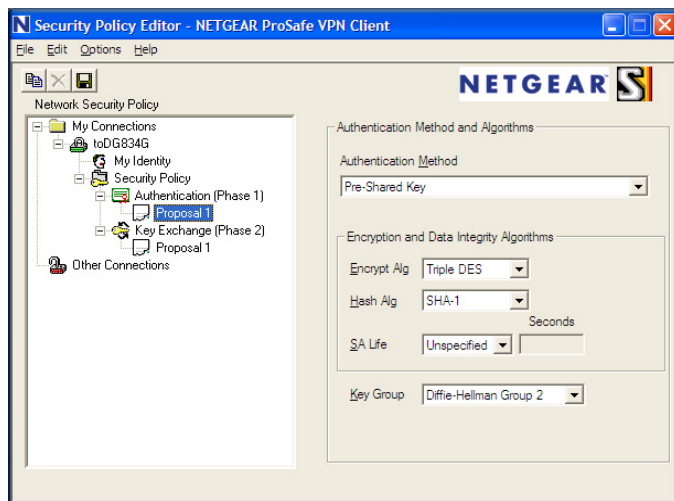 Security Policy Editor - NETGEAR ProSafe VPN Client
File Edit Options Help
NETGEAR S
Network Security Policy
My Connections
toDG834G
My Identity
Security Policy
Authentication (Phase 1)
Proposal 1
Key Exchange (Phase 2)
Proposal 1
Other Connections
Authentication Method and Algorithms
Authentication Method
Pre-Shared Key
Encryption and Data Integrity Algorithms
Encrypt Alg Triple DES
Hash Alg SHA-1
Seconds
SA Life Unspecified
Key Group Diffie-Hellman Group 2